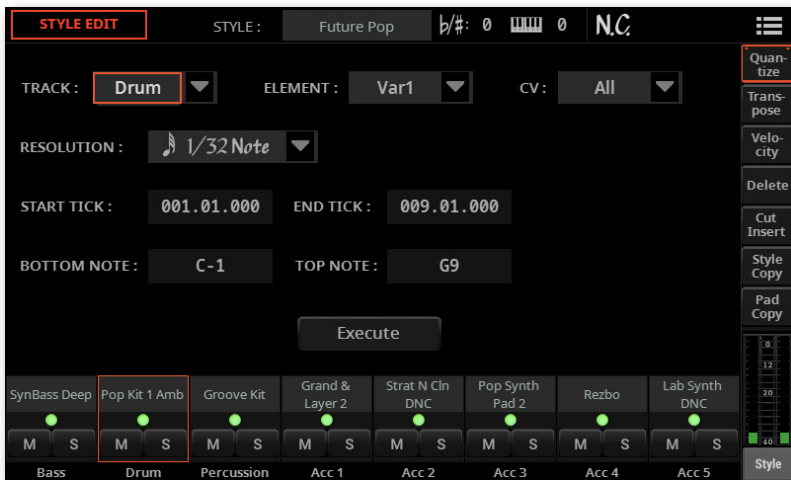 STYLE EDIT STYLE : Future Pop ♭/#: 0 0 N.C.
TRACK : Drum ELEMENT : Var1 CV : All
RESOLUTION : 1/32 Note
START TICK : 001.01.000 END TICK : 009.01.000
BOTTOM NOTE : C-1 TOP NOTE : G9
Execute
Quan-
tize
Trans-
pose
Velo-
city
Delete
Cut
Insert
Style
Copy
Pad
Copy
0
12
20
40
Style
SynBass Deep
Pop Kit 1 Amb
Groove Kit
Grand &
Layer 2
Strat N Cln
DNC
Pop Synth
Pad 2
Rezbo
Lab Synth
DNC
M S M S M S M S M S M S M S M S
Bass Drum Percussion Acc 1 Acc 2 Acc 3 Acc 4 Acc 5